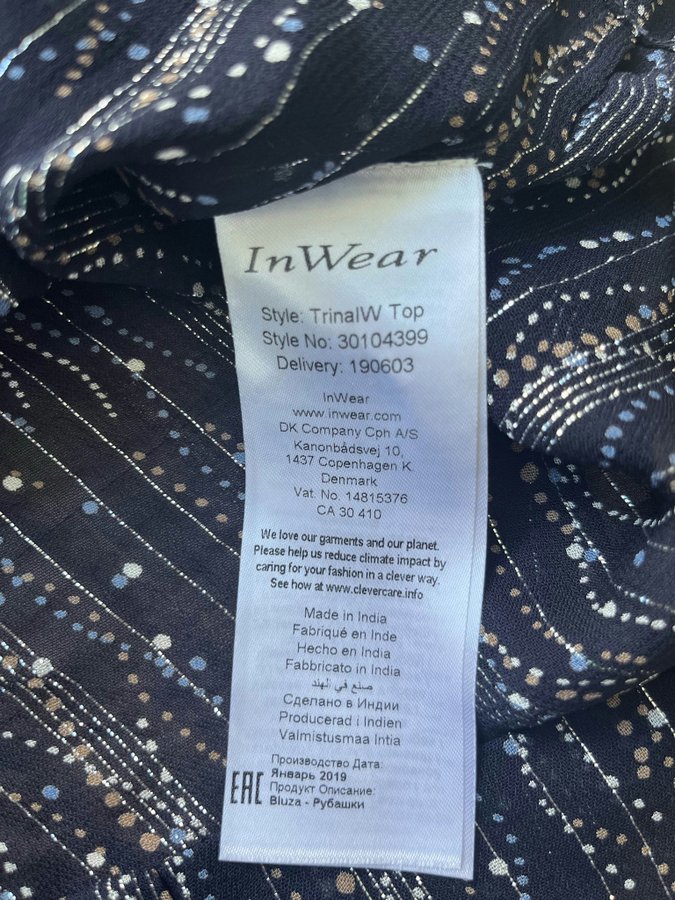 InWear
Style: TrinaIW Top
Style No: 30104399
Delivery: 190603
InWear
www.inwear.com
DK Company Cph A/S
Kanonbådsvej 10,
1437 Copenhagen K
Denmark
Vat. No. 14815376
CA 30 410
We love our garments and our planet.
Please help us reduce climate impact by
caring for your fashion in a clever way.
See how at www.clevercare.info
Made in India
Fabriqué en Inde
Hecho en India
Fabbricato in India
صنع في الهند
Сделано в Индии
Producerad i Indien
Valmistusmaa Intia
Производство Дата:
Январь 2019
Продукт Описание:
Bluza - Рубашки
EAC